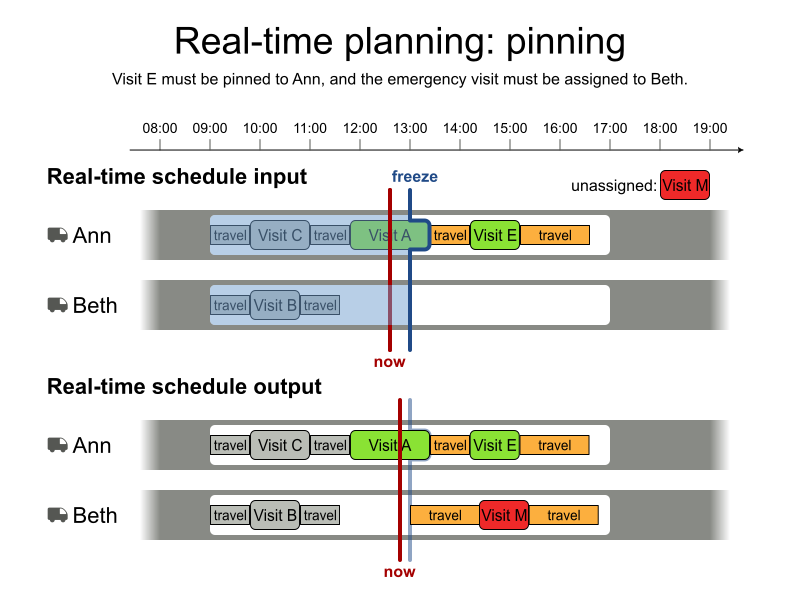 Real-time planning: pinning
Visit E must be pinned to Ann, and the emergency visit must be assigned to Beth.
08:00 09:00 10:00 11:00 12:00 13:00 14:00 15:00 16:00 17:00 18:00 19:00
Real-time schedule input
freeze
unassigned: Visit M
Ann travel Visit C travel Visit A travel Visit E travel
Beth travel Visit B travel
now
Real-time schedule output
Ann travel Visit C travel Visit A travel Visit E travel
Beth travel Visit B travel travel Visit M travel
now